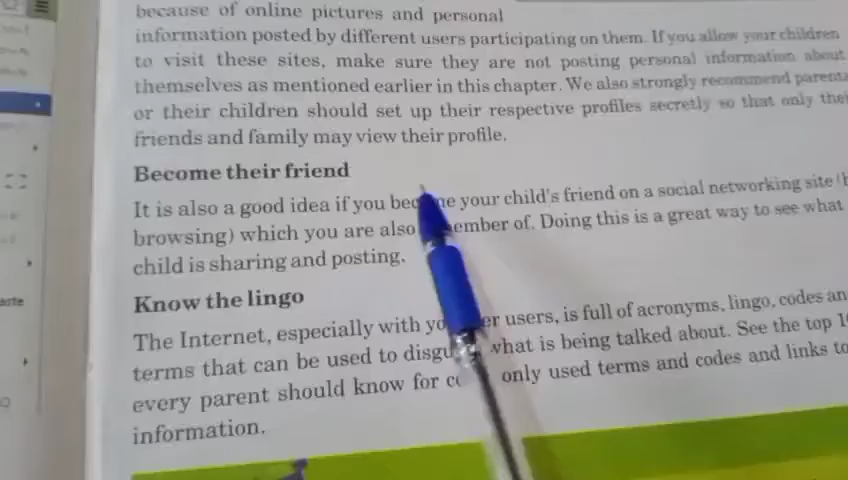 because of online pictures and personal
information posted by different users participating on them. If you allow your children
to visit these sites, make sure they are not posting personal information about
themselves as mentioned earlier in this chapter. We also strongly recommend
or their children should set up their respective profiles secretly so that only
friends and family may view their profile.
Become their friend
It is also a good idea if you your child's friend on a social networking site
browsing) which you are also of. Doing this is a great way to see what
child is sharing and posting.
Know the lingo
The Internet, especially with users, is full of acronyms, lingo, codes
terms that can be used to what is being talked about. See the top
every parent should know for only used terms and codes and links to
information.